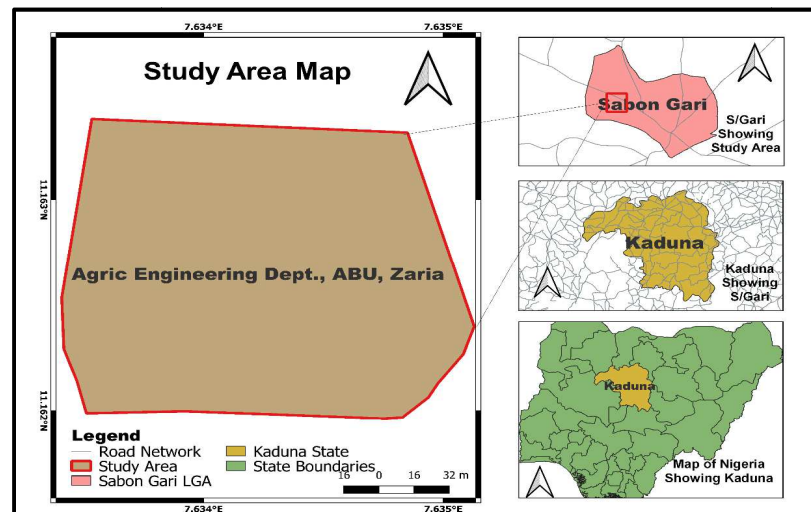 7.634°E
7.635°E
Study Area Map
11.163°N
11.162°N
Agric Engineering Dept., ABU, Zaria
Legend
Road Network
Study Area
Sabon Gari LGA
Kaduna State
State Boundaries
16 0 16 32 m
7.634°E
7.635°E
Sabon Gari
S/Gari
Showing
Study Area
Kaduna
Kaduna
Showing
S/Gari
Kaduna
Map of Nigeria
Showing Kaduna